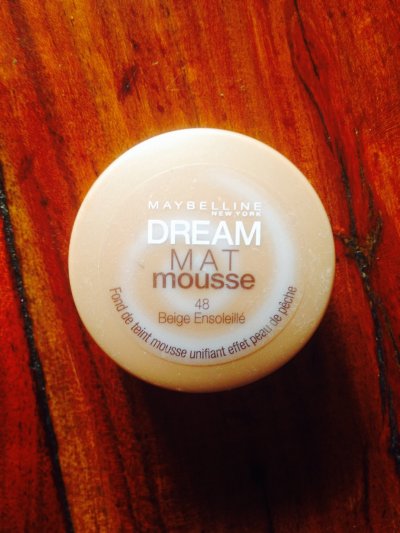 MAYBELLINE
NEW YORK
DREAM
MAT
mousse
48
Beige Ensoleillé
Fond de teint mousse unifiant effet peau de pêche